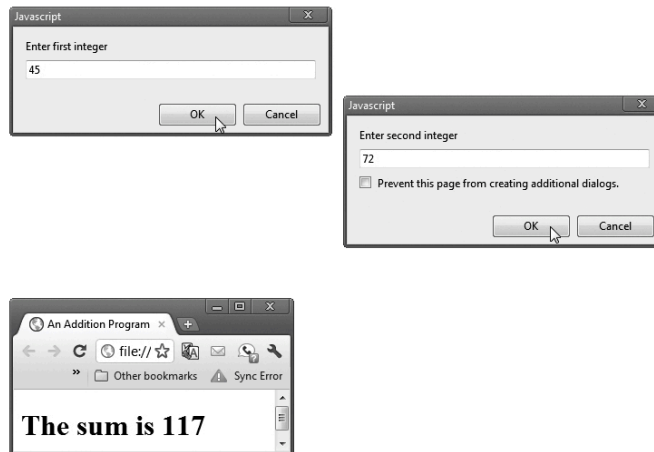 Javascript
Enter first integer
45
OK
Cancel
Javascript
Enter second integer
72
Prevent this page from creating additional dialogs.
OK
Cancel
An Addition Program
file://
Other bookmarks
Sync Error
The sum is 117